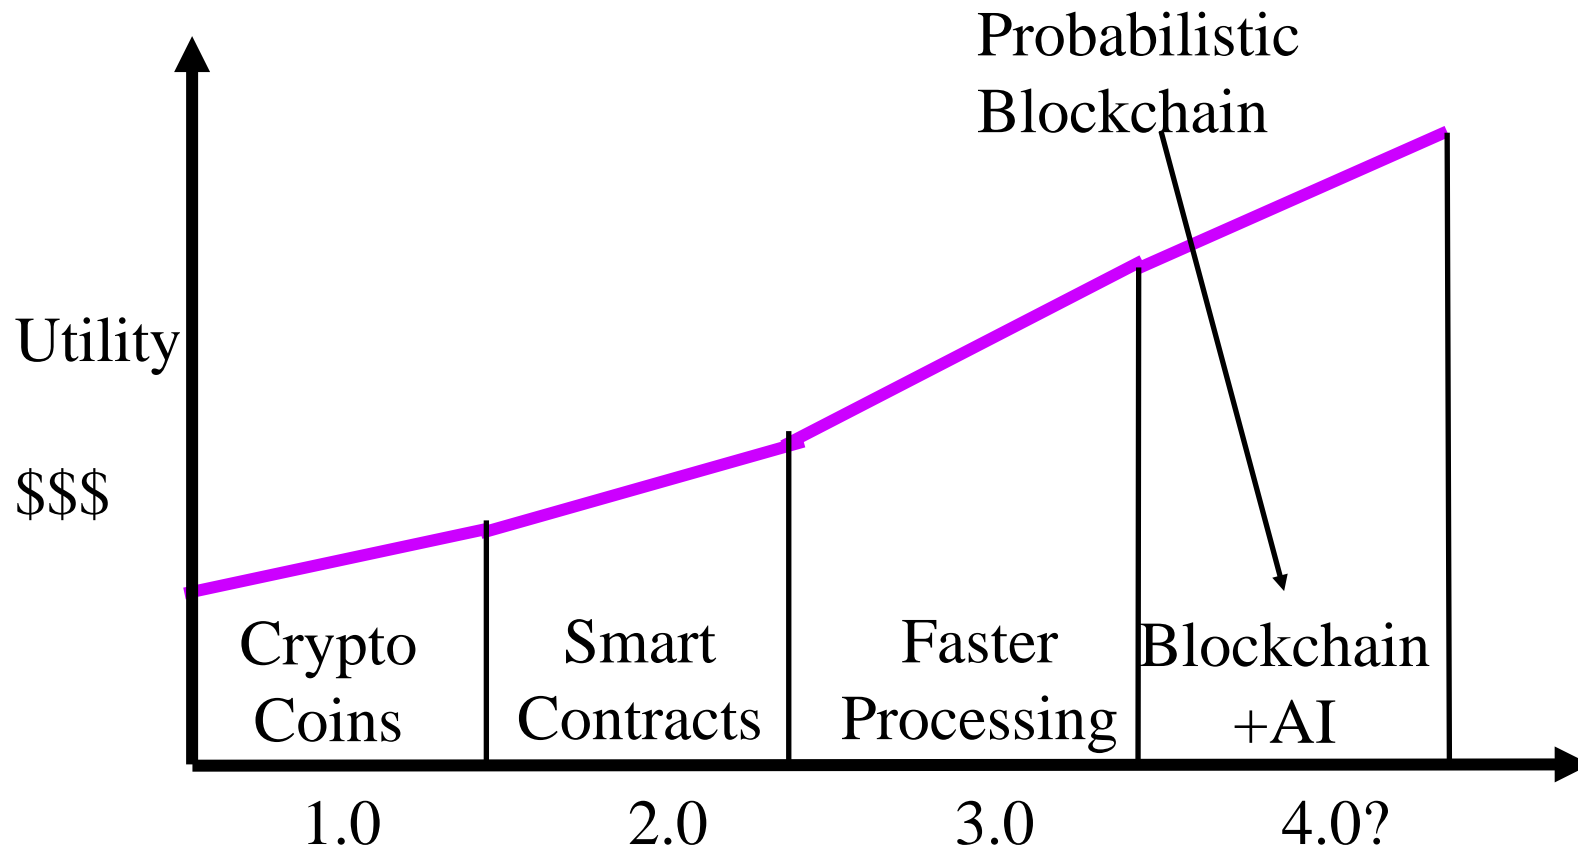 Probabilistic
Blockchain
Utility
$$$
Crypto
Coins
Smart
Contracts
Faster
Processing
Blockchain
+AI
1.0
2.0
3.0
4.0?